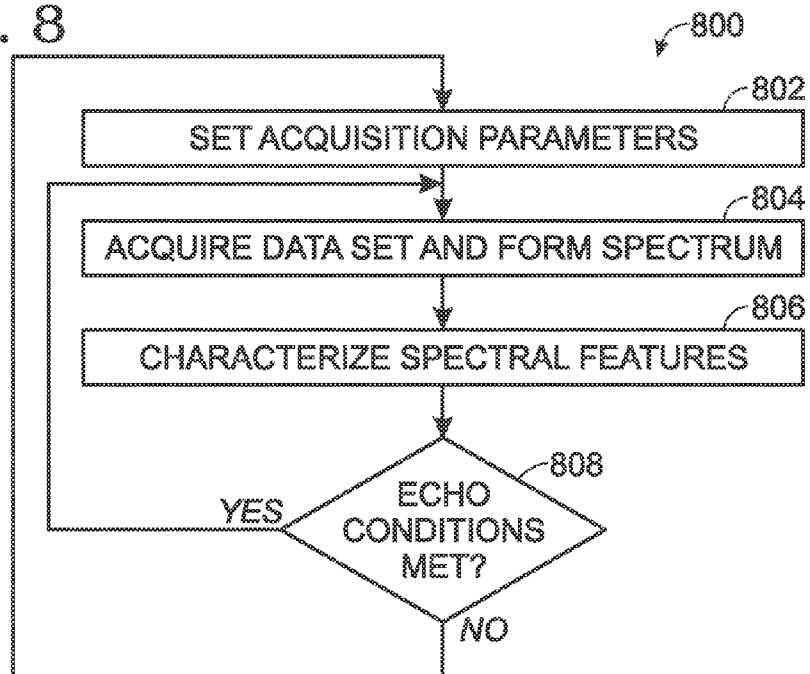 . 8
800
802
SET ACQUISITION PARAMETERS
804
ACQUIRE DATA SET AND FORM SPECTRUM
806
CHARACTERIZE SPECTRAL FEATURES
808
ECHO
CONDITIONS
MET?
YES
NO